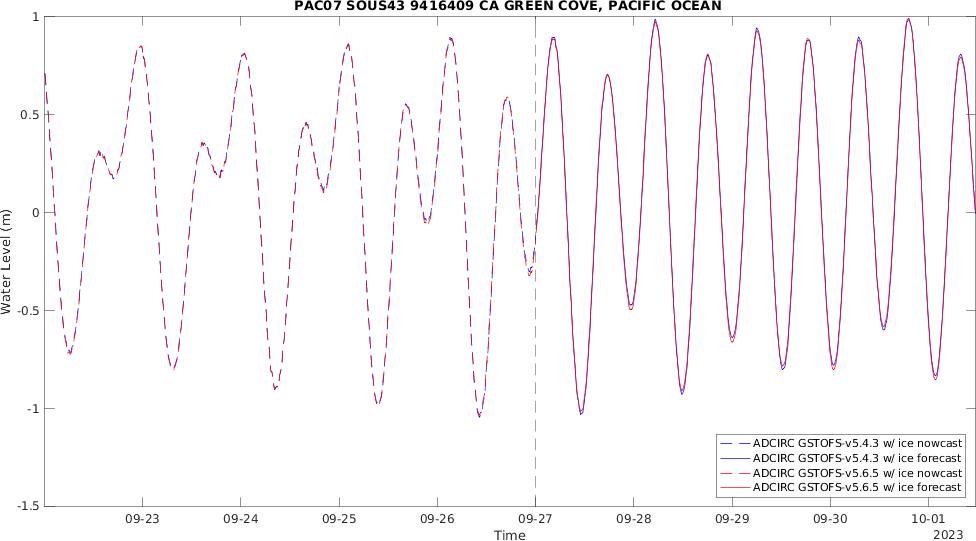 PAC07 SOUS43 9416409 CA GREEN COVE, PACIFIC OCEAN
1
0.5
0
-0.5
-1
-1.5
Water Level (m)
ADCIRC GSTOFS-v5.4.3 w/ ice nowcast
ADCIRC GSTOFS-v5.4.3 w/ ice forecast
ADCIRC GSTOFS-v5.6.5 w/ ice nowcast
ADCIRC GSTOFS-v5.6.5 w/ ice forecast
09-23 09-24 09-25 09-26 09-27 09-28 09-29 09-30 10-01
Time 2023